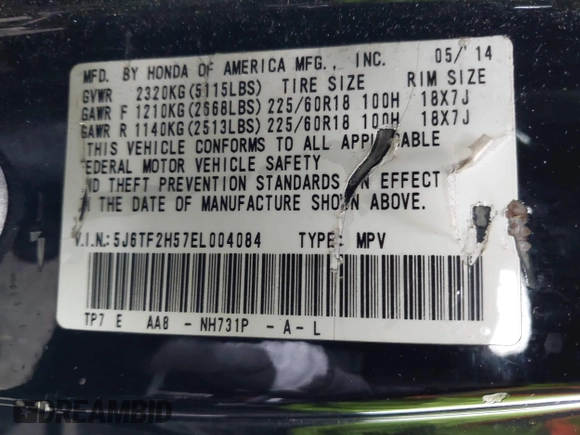 MFD. BY HONDA OF AMERICA MFG., INC. 05/ 14
GVWR 2320KG(5115LBS) TIRE SIZE RIM SIZE
GAWR F 1210KG(2668LBS) 225/60R18 100H 18X7J
GAWR R 1140KG(2513LBS) 225/60R18 100H 18X7J
THIS VEHICLE CONFORMS TO ALL APPLICABLE
FEDERAL MOTOR VEHICLE SAFETY
AND THEFT PREVENTION STANDARDS IN EFFECT
ON THE DATE OF MANUFACTURE SHOWN ABOVE.
V.I.N.: 5J6TF2H57EL004084 TYPE: MPV
TP7 E AA8 - NH731P - A - L
DREAMBID